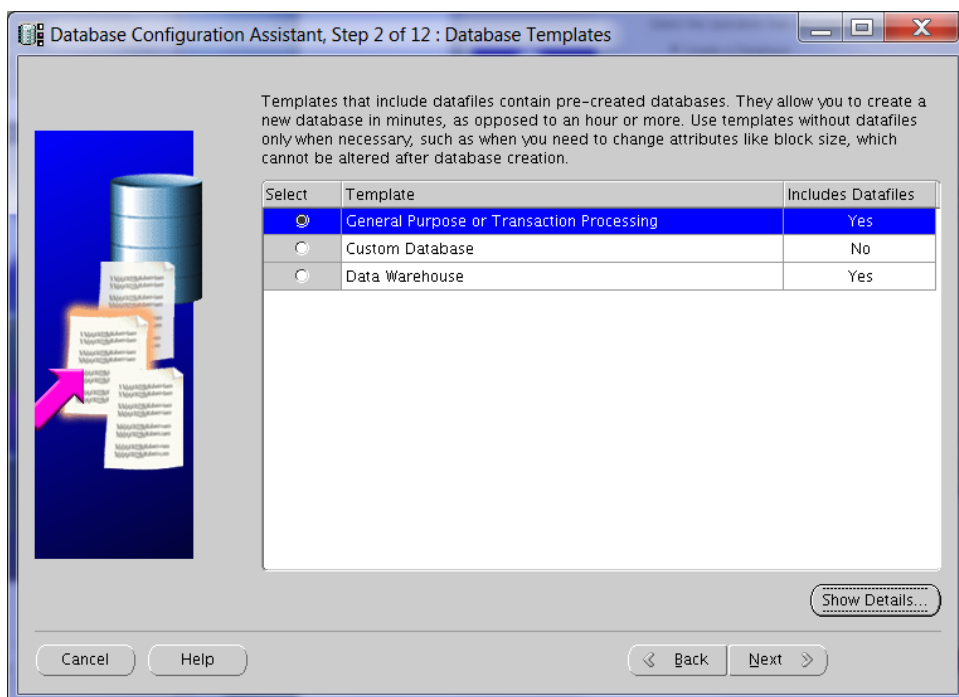 Database Configuration Assistant, Step 2 of 12 : Database Templates
Templates that include datafiles contain pre-created databases. They allow you to create a
new database in minutes, as opposed to an hour or more. Use templates without datafiles
only when necessary, such as when you need to change attributes like block size, which
cannot be altered after database creation.
Select Template Includes Datafiles
General Purpose or Transaction Processing Yes
Custom Database No
Data Warehouse Yes
Show Details...
Cancel Help Back Next